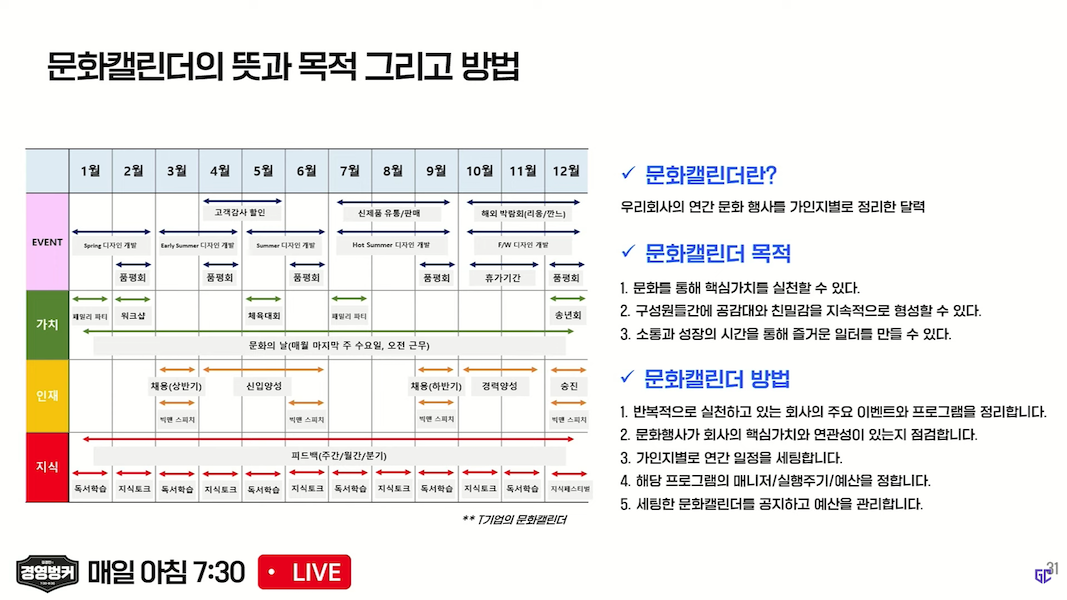 문화캘린더의 뜻과 목적 그리고 방법
1월 2월 3월 4월 5월 6월 7월 8월 9월 10월 11월 12월
EVENT
고객감사 할인 신제품 유통/판매 해외 박람회(리옹/깐느)
Spring 디자인 개발 Early Summer 디자인 개발 Summer 디자인 개발 Hot Summer 디자인 개발 F/W 디자인 개발
품평회 품평회 품평회 품평회 휴가기간 품평회
가치
패밀리 파티 워크샵 체육대회 패밀리 파티 송년회
문화의 날(매월 마지막 주 수요일, 오전 근무)
인재
채용(상반기) 신입양성 채용(하반기) 경력양성 승진
빅맨 스피치 빅맨 스피치 빅맨 스피치 빅맨 스피치
지식
피드백(주간/월간/분기)
독서학습 지식토크 독서학습 지식토크 독서학습 지식토크 독서학습 지식토크 독서학습 지식토크 독서학습 지식페스티벌
** T기업의 문화캘린더
✓ 문화캘린더란?
우리회사의 연간 문화 행사를 가인지별로 정리한 달력
✓ 문화캘린더 목적
1. 문화를 통해 핵심가치를 실천할 수 있다.
2. 구성원들간에 공감대와 친밀감을 지속적으로 형성할 수 있다.
3. 소통과 성장의 시간을 통해 즐거운 일터를 만들 수 있다.
✓ 문화캘린더 방법
1. 반복적으로 실천하고 있는 회사의 주요 이벤트와 프로그램을 정리합니다.
2. 문화행사가 회사의 핵심가치와 연관성이 있는지 점검합니다.
3. 가인지별로 연간 일정을 세팅합니다.
4. 해당 프로그램의 매니저/실행주기/예산을 정합니다.
5. 세팅한 문화캘린더를 공지하고 예산을 관리합니다.
경영벙커
매일 아침 7:30
LIVE
GC
31